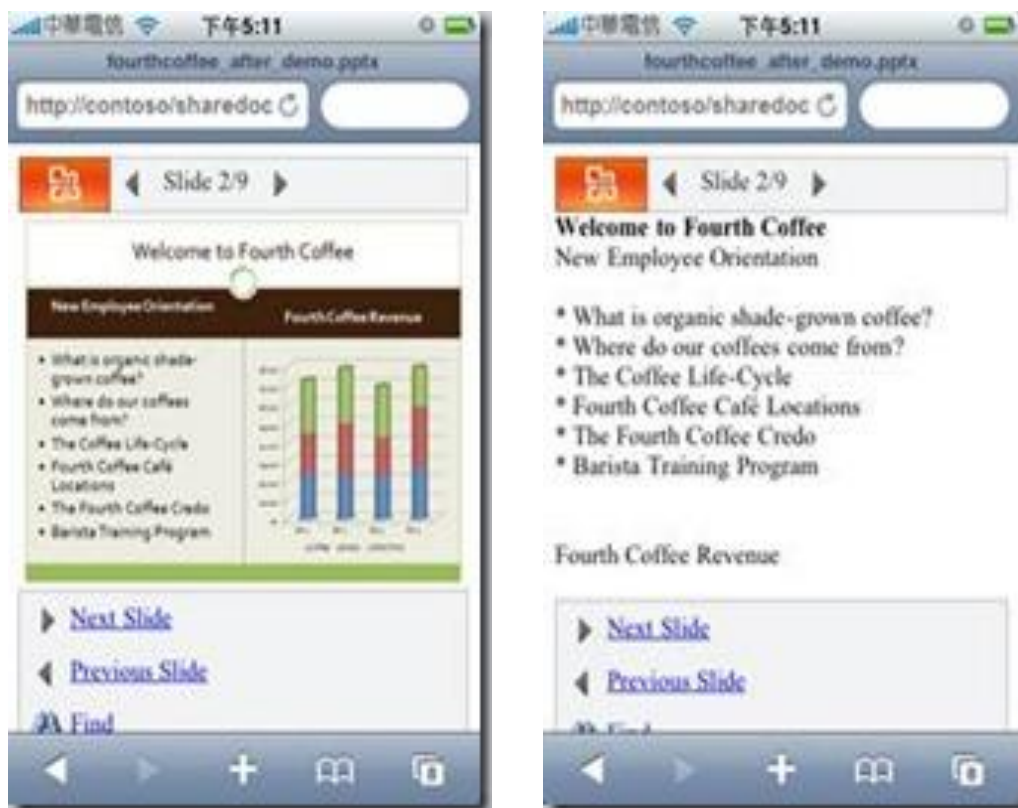 中華電信 下午5:11
fourthcoffee_after_demo.pptx
http://contoso/sharedoc
Slide 2/9
Welcome to Fourth Coffee
New Employee Orientation
Fourth Coffee Revenue
• What is organic shade-
grown coffee?
• Where do our coffees
come from?
• The Coffee Life-Cycle
• Fourth Coffee Café
Locations
• The Fourth Coffee Credo
• Barista Training Program
Next Slide
Previous Slide
Find
中華電信 下午5:11
fourthcoffee_after_demo.pptx
http://contoso/sharedoc
Slide 2/9
Welcome to Fourth Coffee
New Employee Orientation
* What is organic shade-grown coffee?
* Where do our coffees come from?
* The Coffee Life-Cycle
* Fourth Coffee Café Locations
* The Fourth Coffee Credo
* Barista Training Program
Fourth Coffee Revenue
Next Slide
Previous Slide
Find